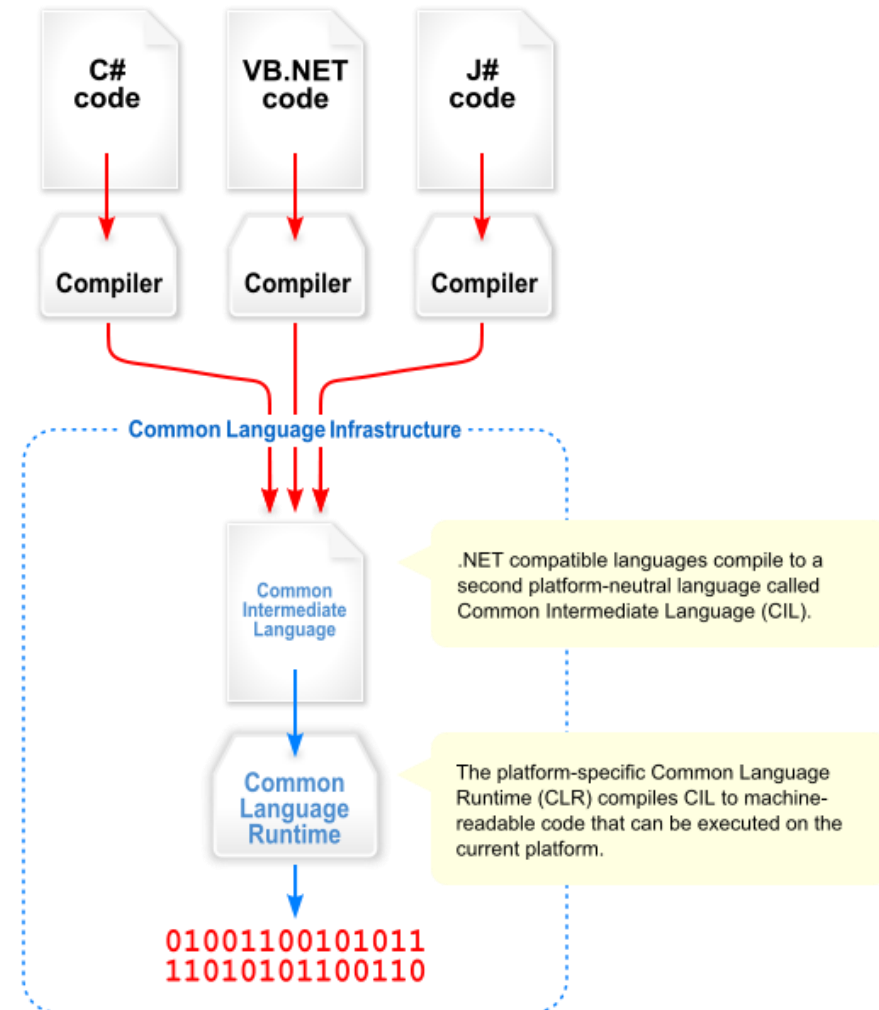 C#
code
VB.NET
code
J#
code
Compiler
Compiler
Compiler
Common Language Infrastructure
Common
Intermediate
Language
.NET compatible languages compile to a
second platform-neutral language called
Common Intermediate Language (CIL).
Common
Language
Runtime
The platform-specific Common Language
Runtime (CLR) compiles CIL to machine-
readable code that can be executed on the
current platform.
01001100101011
11010101100110